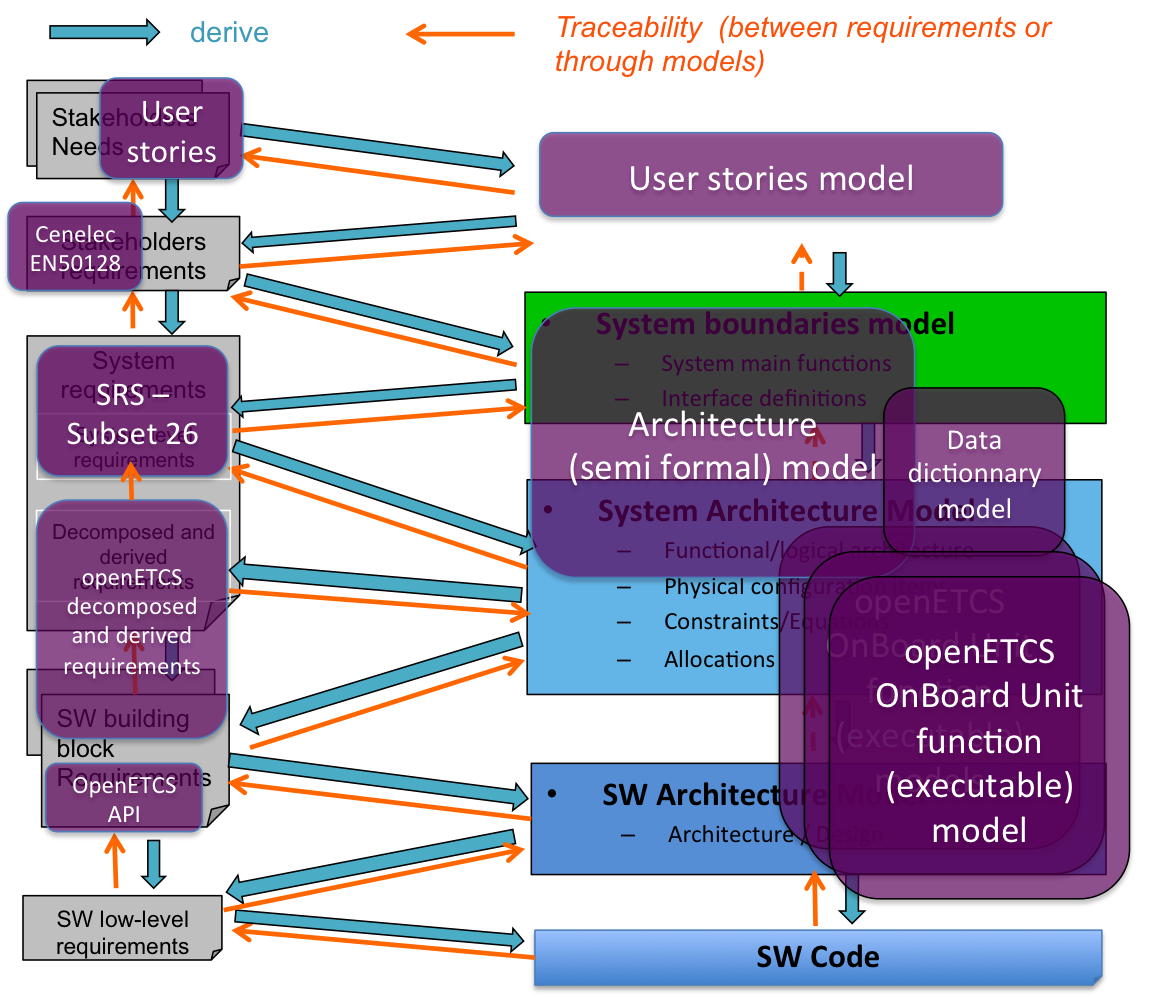 derive
Traceability (between requirements or
through models)
Stakeholders
Needs
User
stories
User stories model
Cenelec
EN50128
Stakeholders
requirements
• System boundaries model
– System main functions
– Interface definitions
System
requirements
SRS –
Subset 26
requirements
Architecture
(semi formal) model
Data
dictionnary
model
• System Architecture Model
– Functional/logical architecture
– Physical configuration items
– Constraints/Equations
– Allocations
Decomposed and
derived
requirements
openETCS
decomposed
and derived
requirements
openETCS
OnBoard Unit
function
(executable)
models
openETCS
OnBoard Unit
function
(executable)
model
SW building
block
Requirements
OpenETCS
API
• SW Architecture Model
– Architecture / Design
SW low-level
requirements
SW Code